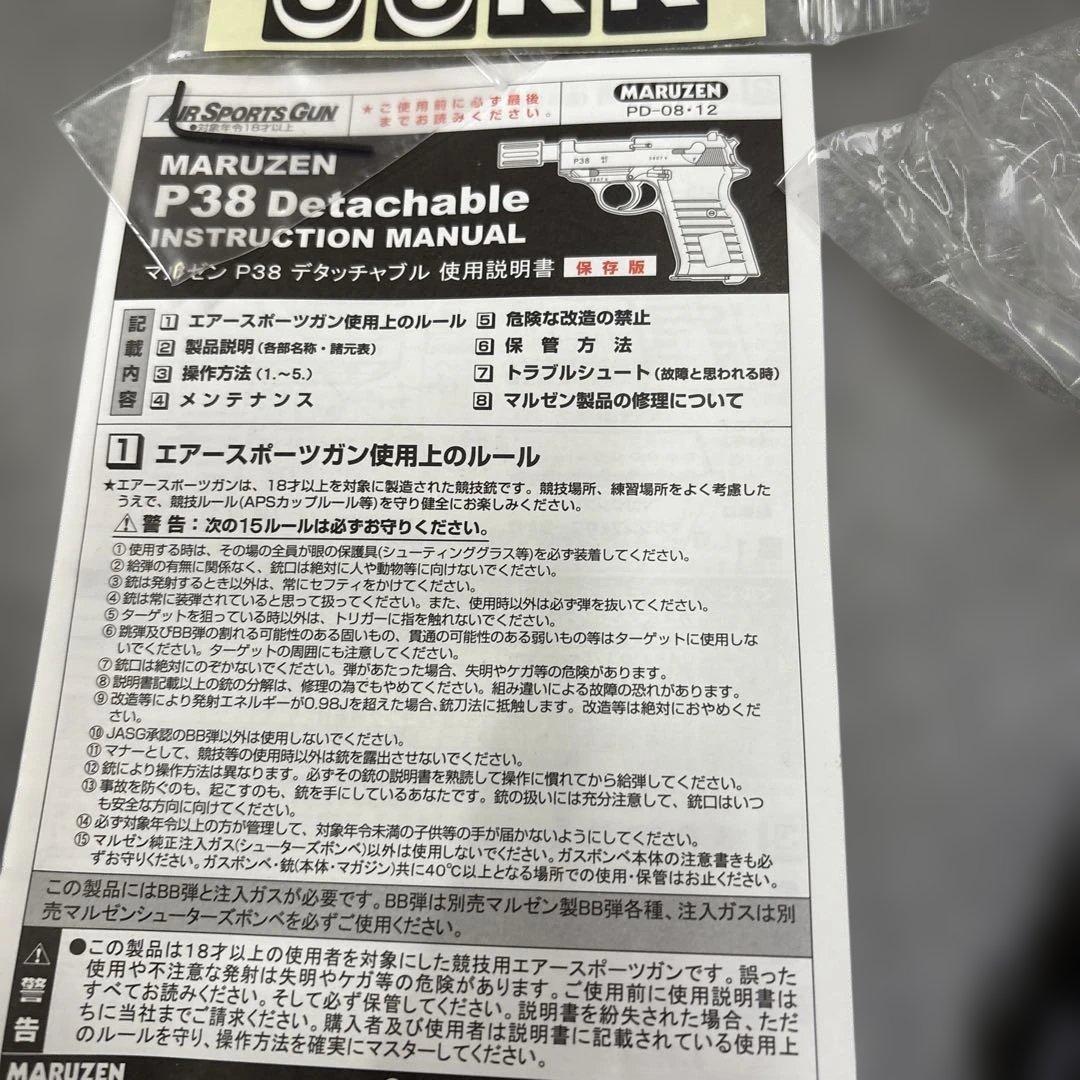 AIR SPORTS GUN
●対象年令18才以上
★ご使用前に必ず最後
までお読みください。
MARUZEN
PD-08・12
MARUZEN
P38 Detachable
INSTRUCTION MANUAL
マルゼン P38 デタッチャブル 使用説明書 保存版
P38
記載内容
1 エアースポーツガン使用上のルール
2 製品説明(各部名称・諸元表)
3 操作方法(1.～5.)
4 メンテナンス
5 危険な改造の禁止
6 保管方法
7 トラブルシュート(故障と思われる時)
8 マルゼン製品の修理について
1 エアースポーツガン使用上のルール
★エアースポーツガンは、18才以上を対象に製造された競技銃です。競技場所、練習場所をよく考慮した
うえで、競技ルール(APSカップルール等)を守り健全にお楽しみください。
⚠警告：次の15ルールは必ずお守りください。
①使用する時は、その場の全員が眼の保護具(シューティンググラス等)を必ず装着してください。
②給弾の有無に関係なく、銃口は絶対に人や動物等に向けないでください。
③銃は発射するとき以外は、常にセフティをかけてください。
④銃は常に装弾されていると思って扱ってください。また、使用時以外は必ず弾を抜いてください。
⑤ターゲットを狙っている時以外は、トリガーに指を触れないでください。
⑥跳弾及びBB弾の割れる可能性のある固いもの、貫通の可能性のある弱いもの等はターゲットに使用しな
いでください。ターゲットの周囲にも注意してください。
⑦銃口は絶対にのぞかないでください。弾があたった場合、失明やケガ等の危険があります。
⑧説明書記載以上の銃の分解は、修理の為でもやめてください。組み違いによる故障の恐れがあります。
⑨改造等により発射エネルギーが0.98Jを超えた場合、銃刀法に抵触します。改造等は絶対におやめくだ
さい。
⑩JASG承認のBB弾以外は使用しないでください。
⑪マナーとして、競技等の使用時以外は銃を露出させないでください。
⑫銃により操作方法は異なります。必ずその銃の説明書を熟読して操作に慣れてから給弾してください。
⑬事故を防ぐのも、起こすのも、銃を手にしているあなたです。銃の扱いには充分注意して、銃口はいつ
も安全な方向に向けてください。
⑭必ず対象年令以上の方が管理して、対象年令未満の子供等の手が届かないようにしてください。
⑮マルゼン純正注入ガス(シューターズボンベ)以外は使用しないでください。ガスボンベ本体の注意書きも必
ずお守りください。ガスボンベ・銃(本体・マガジン)共に40℃以上となる場所での使用・保管はお止ください。
この製品にはBB弾と注入ガスが必要です。BB弾は別売マルゼン製BB弾各種、注入ガスは別
売マルゼンシューターズボンベを必ずご使用ください。
⚠警告
●この製品は18才以上の使用者を対象にした競技用エアースポーツガンです。誤った
使用や不注意な発射は失明やケガ等の危険があります。ご使用前に使用説明書は
すべてお読みください。そして必ず保管してください。説明書を紛失された場合、ただ
ちに当社までご請求ください。購入者及び使用者は説明書に記載されている使用上
のルールを守り、操作方法を確実にマスターしてください。
MARUZEN